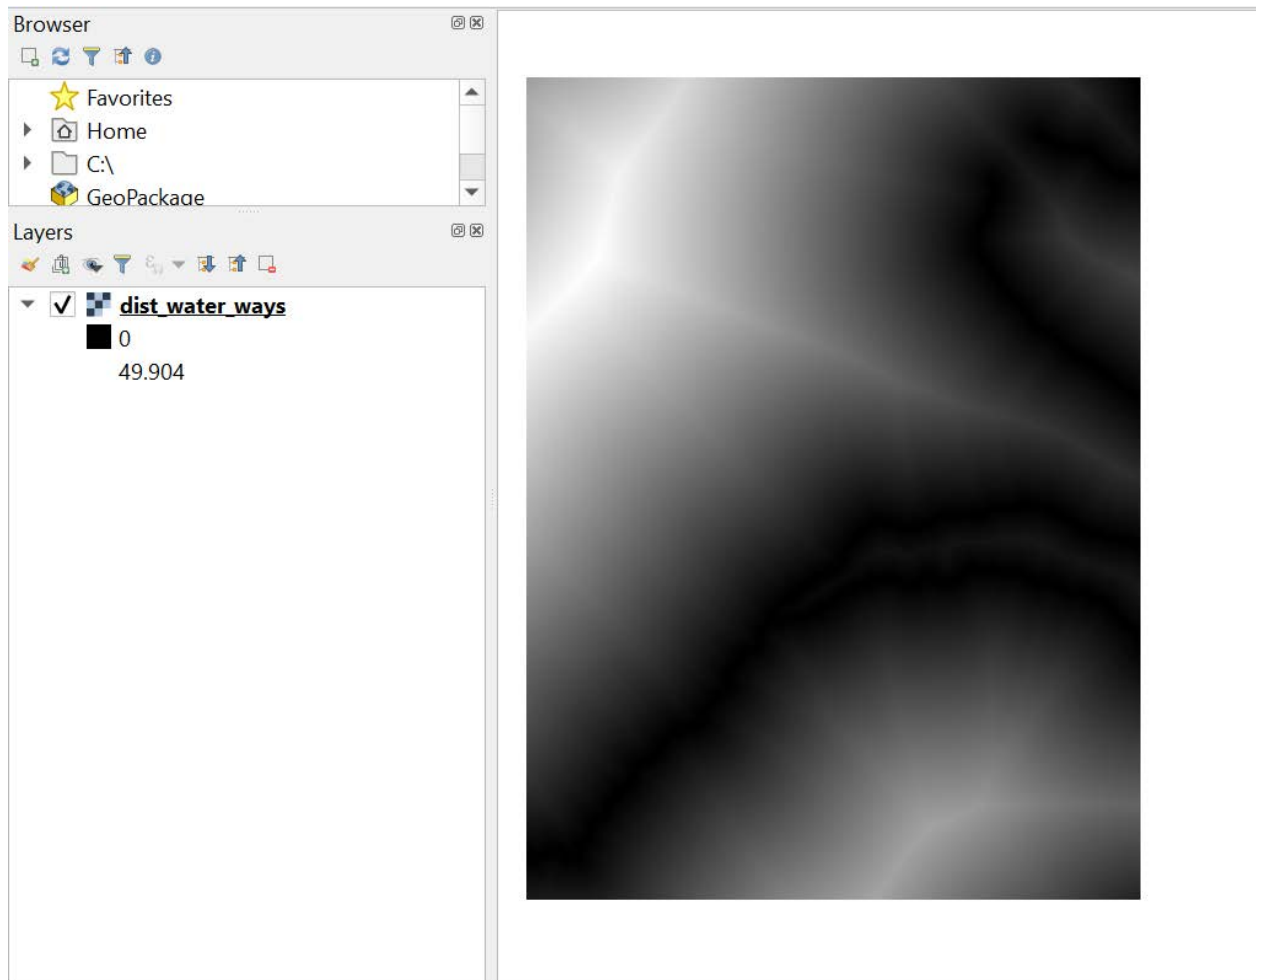 Browser
Favorites
Home
C:\
GeoPackage
Layers
dist_water_ways
0
49.904